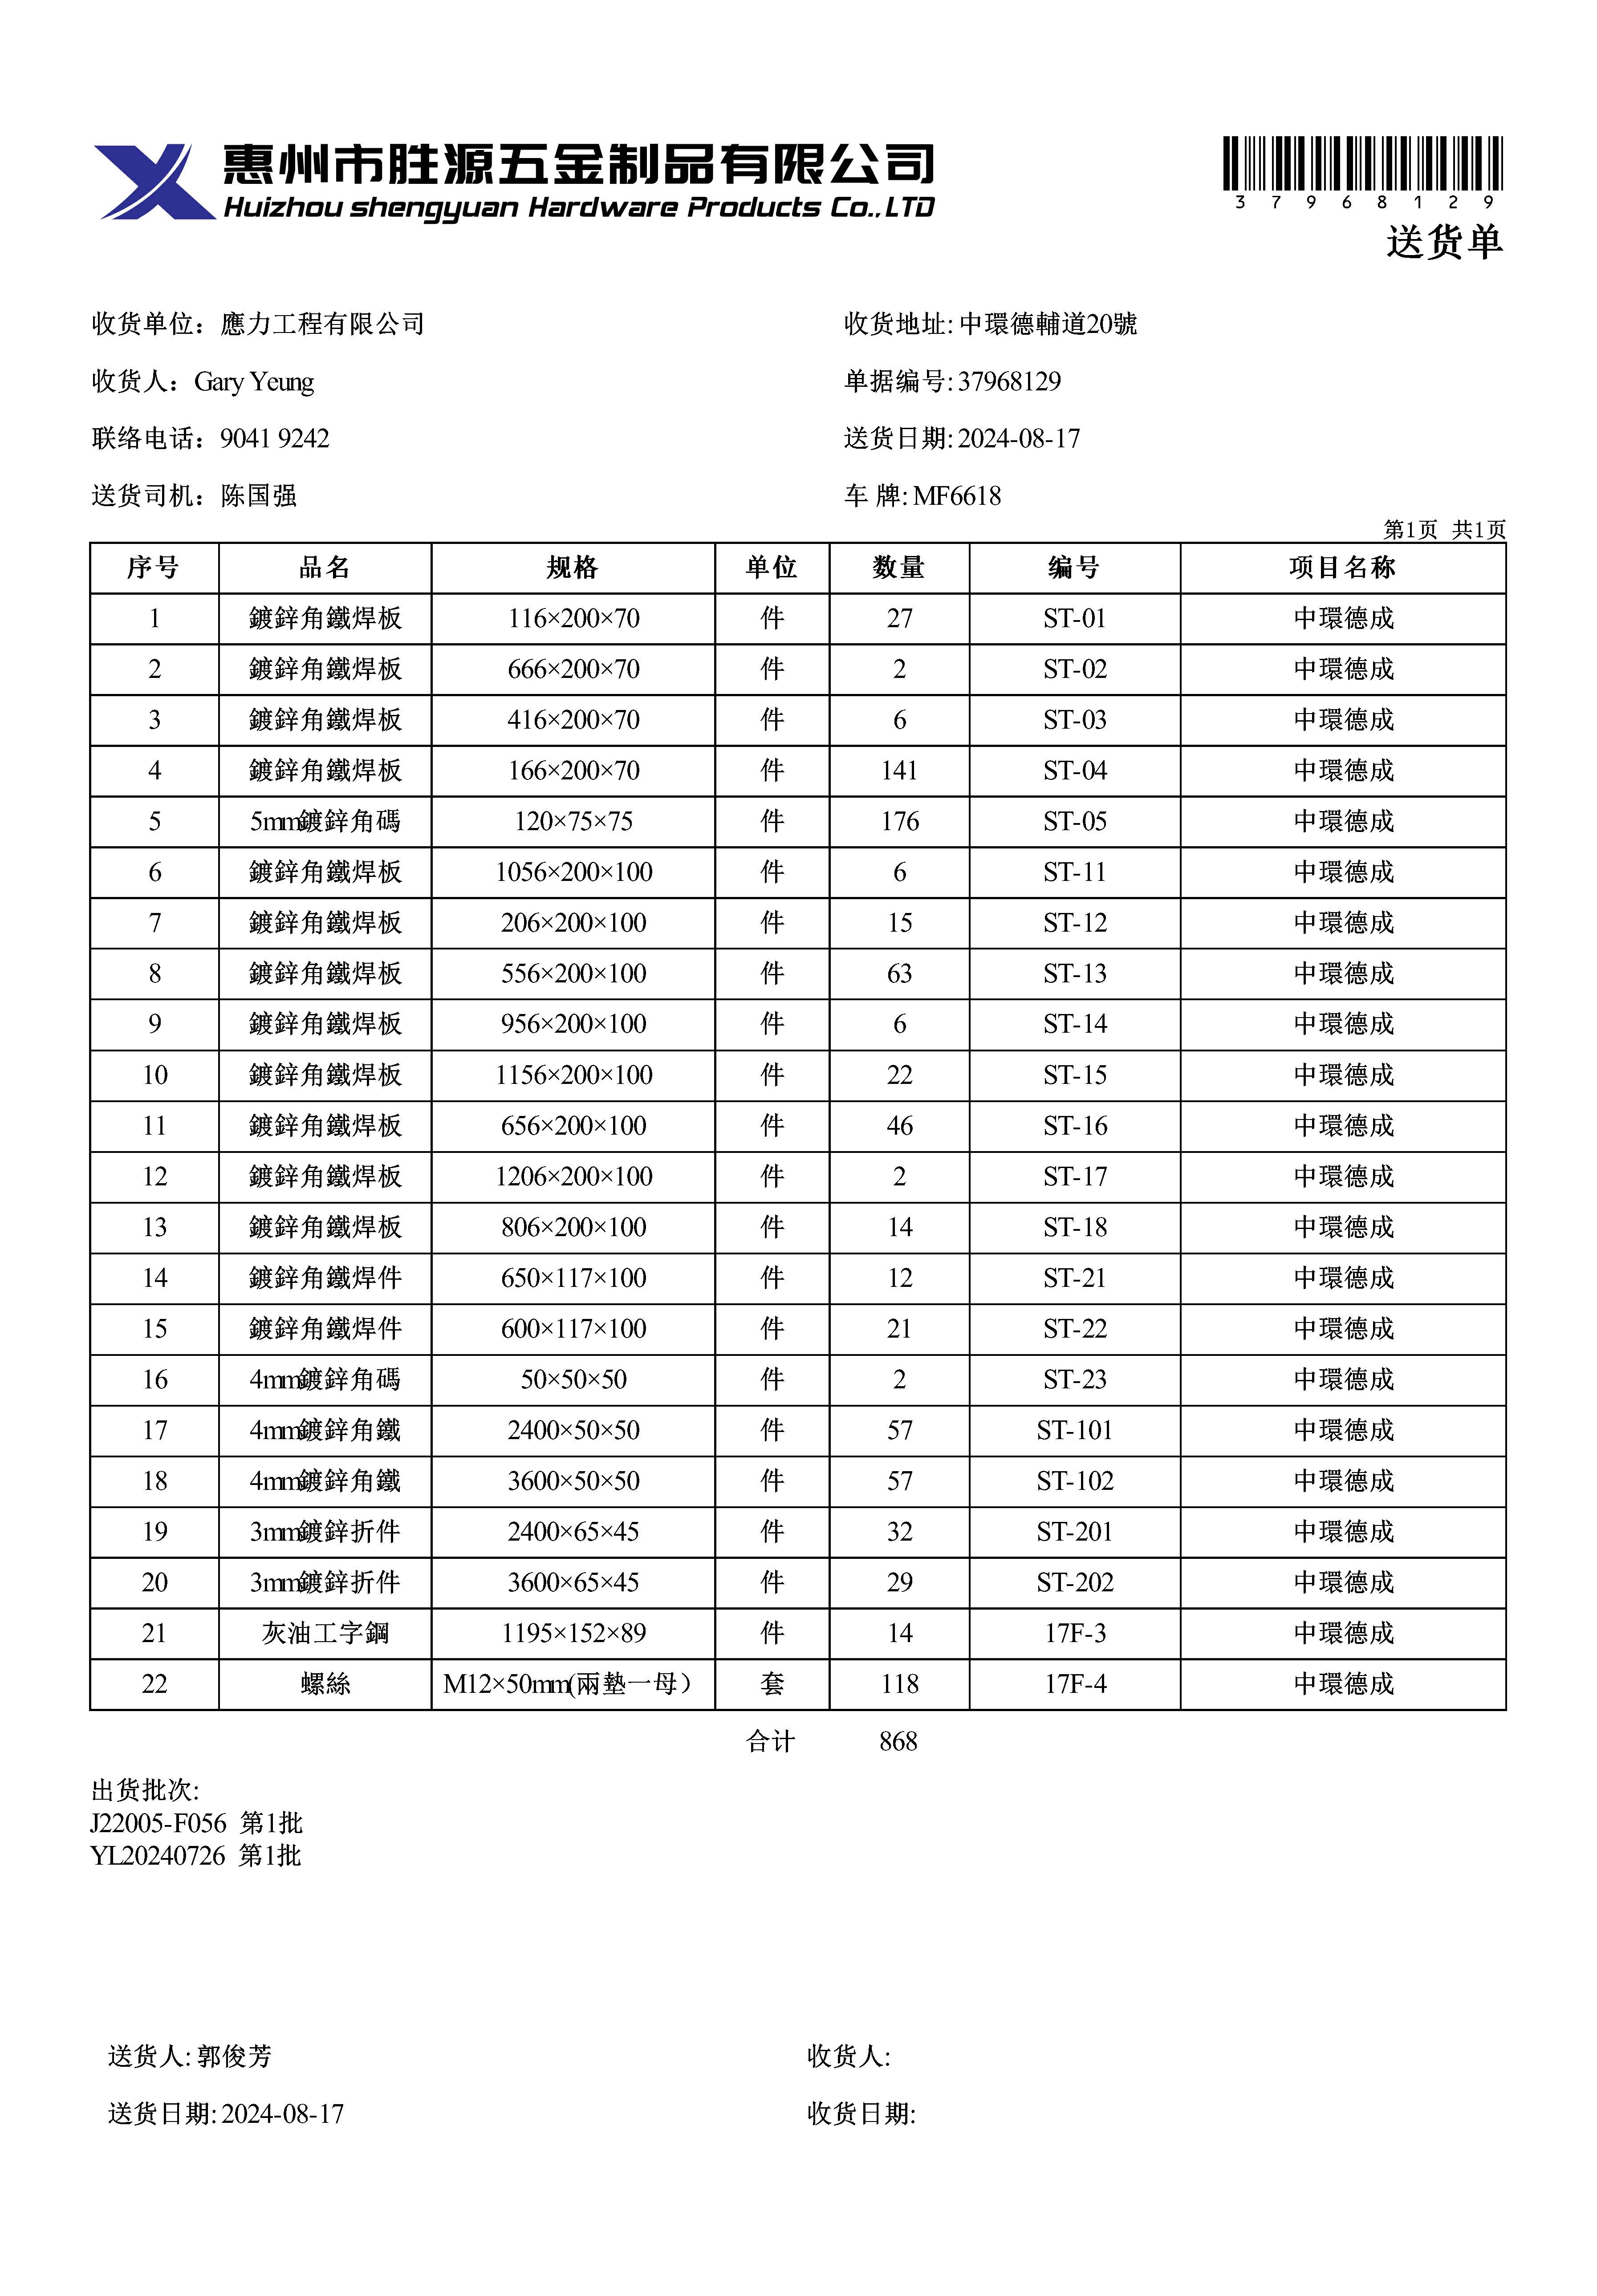 惠州市胜源五金制品有限公司
Huizhou shengyuan Hardware Products Co.,LTD
37968129
送货单
收货单位：應力工程有限公司 收货地址:中環德輔道20號
收货人：Gary Yeung 单据编号:37968129
联络电话：9041 9242 送货日期:2024-08-17
送货司机：陈国强 车 牌:MF6618
第1页 共1页
序号 品名 规格 单位 数量 编号 项目名称
1 鍍鋅角鐵焊板 116×200×70 件 27 ST-01 中環德成
2 鍍鋅角鐵焊板 666×200×70 件 2 ST-02 中環德成
3 鍍鋅角鐵焊板 416×200×70 件 6 ST-03 中環德成
4 鍍鋅角鐵焊板 166×200×70 件 141 ST-04 中環德成
5 5mm鍍鋅角碼 120×75×75 件 176 ST-05 中環德成
6 鍍鋅角鐵焊板 1056×200×100 件 6 ST-11 中環德成
7 鍍鋅角鐵焊板 206×200×100 件 15 ST-12 中環德成
8 鍍鋅角鐵焊板 556×200×100 件 63 ST-13 中環德成
9 鍍鋅角鐵焊板 956×200×100 件 6 ST-14 中環德成
10 鍍鋅角鐵焊板 1156×200×100 件 22 ST-15 中環德成
11 鍍鋅角鐵焊板 656×200×100 件 46 ST-16 中環德成
12 鍍鋅角鐵焊板 1206×200×100 件 2 ST-17 中環德成
13 鍍鋅角鐵焊板 806×200×100 件 14 ST-18 中環德成
14 鍍鋅角鐵焊件 650×117×100 件 12 ST-21 中環德成
15 鍍鋅角鐵焊件 600×117×100 件 21 ST-22 中環德成
16 4mm鍍鋅角碼 50×50×50 件 2 ST-23 中環德成
17 4mm鍍鋅角鐵 2400×50×50 件 57 ST-101 中環德成
18 4mm鍍鋅角鐵 3600×50×50 件 57 ST-102 中環德成
19 3mm鍍鋅折件 2400×65×45 件 32 ST-201 中環德成
20 3mm鍍鋅折件 3600×65×45 件 29 ST-202 中環德成
21 灰油工字鋼 1195×152×89 件 14 17F-3 中環德成
22 螺絲 M12×50mm(兩墊一母） 套 118 17F-4 中環德成
合计 868
出货批次:
J22005-F056 第1批
YL20240726 第1批
送货人:郭俊芳 收货人:
送货日期:2024-08-17 收货日期: